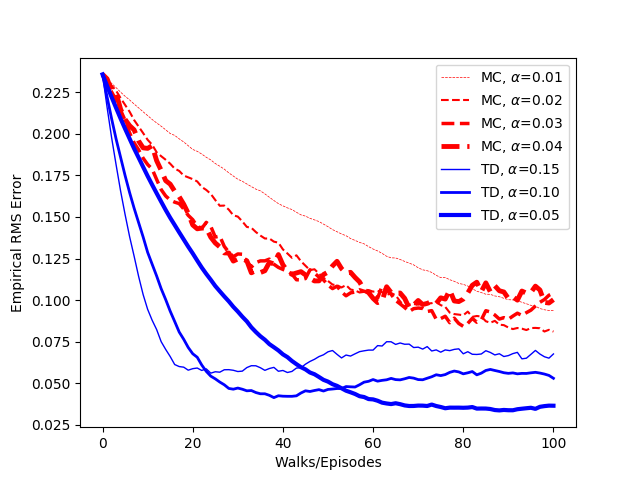 MC, α=0.01
MC, α=0.02
MC, α=0.03
MC, α=0.04
TD, α=0.15
TD, α=0.10
TD, α=0.05
Empirical RMS Error
0.225
0.200
0.175
0.150
0.125
0.100
0.075
0.050
0.025
0 20 40 60 80 100
Walks/Episodes